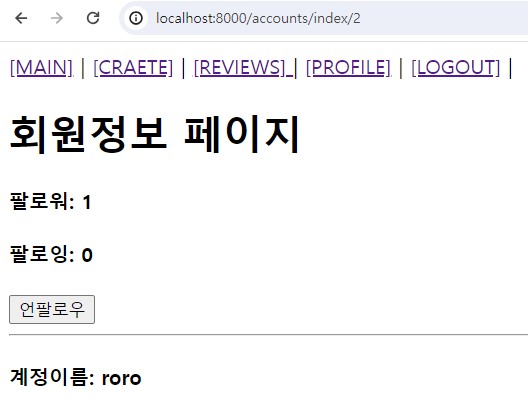 localhost:8000/accounts/index/2
[MAIN] | [CRAETE] | [REVIEWS] | [PROFILE] | [LOGOUT] |
회원정보 페이지
팔로워: 1
팔로잉: 0
언팔로우
계정이름: roro